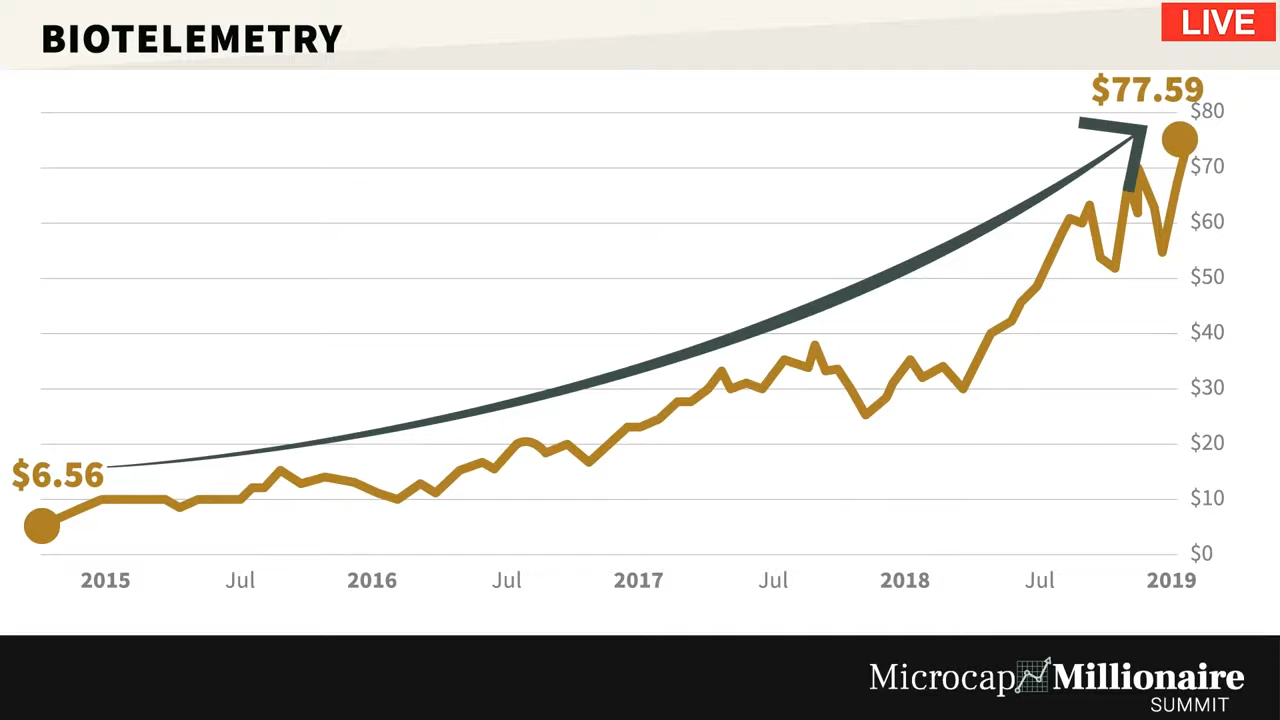 BIOTELEMETRY
LIVE
$77.59
$80
$70
$60
$50
$40
$30
$20
$10
$0
$6.56
2015 Jul 2016 Jul 2017 Jul 2018 Jul 2019
Microcap Millionaire
SUMMIT